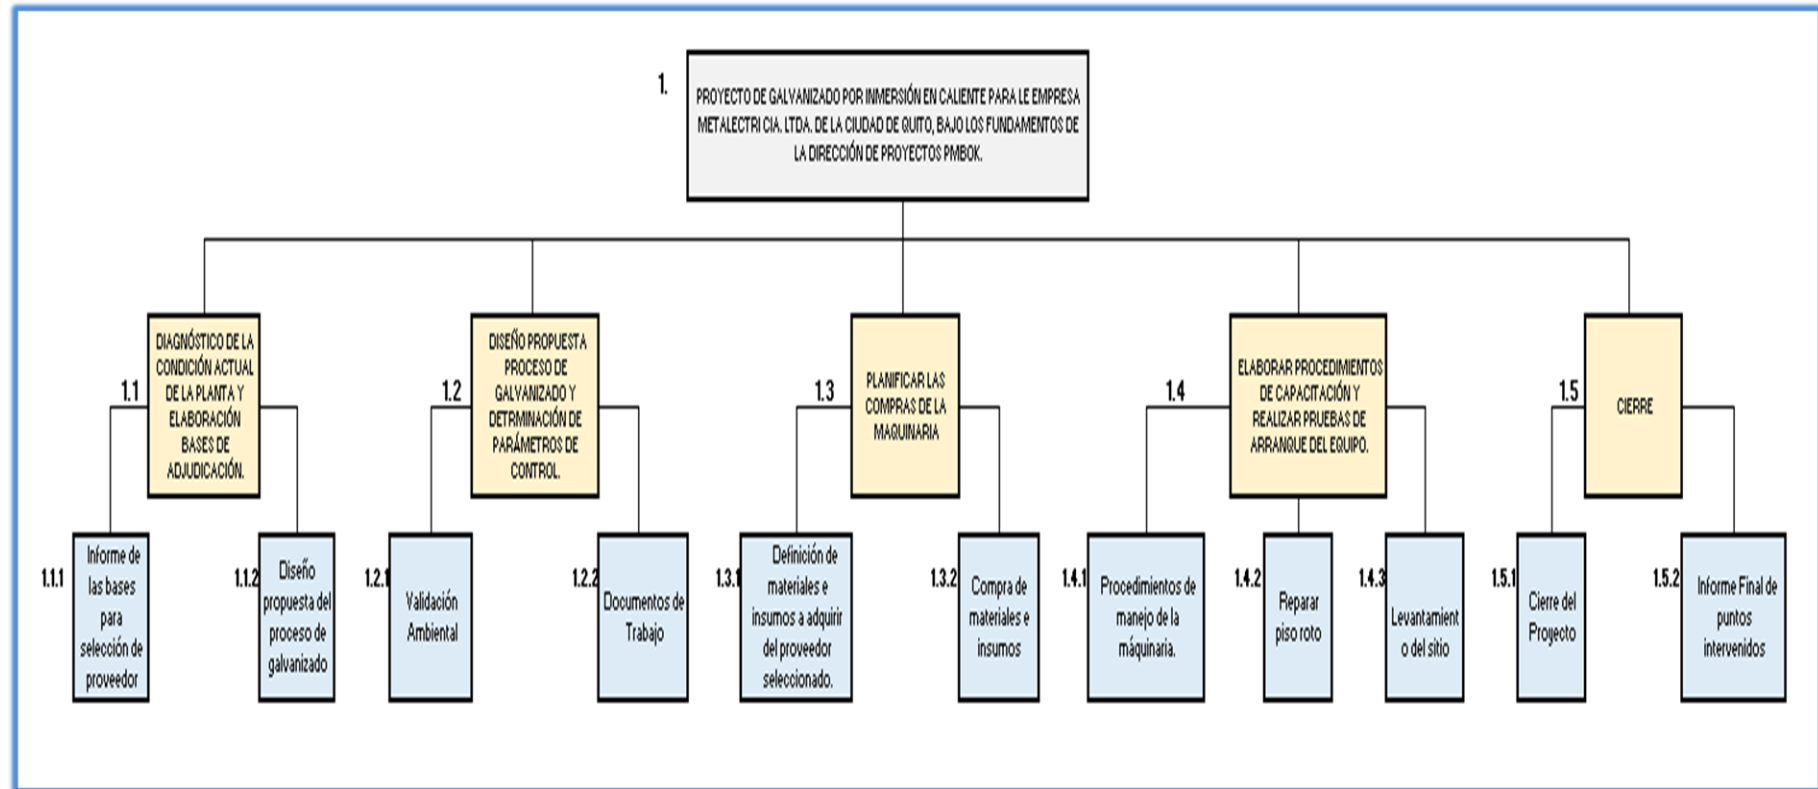 1.
PROYECTO DE GALVANIZADO POR INMERSIÓN EN CALIENTE PARA LE EMPRESA
METALECTRI CIA. LTDA. DE LA CIUDAD DE QUITO, BAJO LOS FUNDAMENTOS DE
LA DIRECCIÓN DE PROYECTOS PMBOK.
1.1
DIAGNÓSTICO DE LA
CONDICIÓN ACTUAL
DE LA PLANTA Y
ELABORACIÓN
BASES DE
ADJUDICACIÓN.
1.2
DISEÑO PROPUESTA
PROCESO DE
GALVANIZADO Y
DETRMINACIÓN DE
PARÁMETROS DE
CONTROL.
1.3
PLANIFICAR LAS
COMPRAS DE LA
MAQUINARIA
1.4
ELABORAR PROCEDIMIENTOS
DE CAPACITACIÓN Y
REALIZAR PRUEBAS DE
ARRANQUE DEL EQUIPO.
1.5
CIERRE
1.1.1
Informe de
las bases
para
selección de
proveedor
1.1.2
Diseño
propuesta del
proceso de
galvanizado
1.2.1
Validación
Ambiental
1.2.2
Documentos de
Trabajo
1.3.1
Definición de
materiales e
insumos a adquirir
del proveedor
seleccionado.
1.3.2
Compra de
materiales e
insumos
1.4.1
Procedimientos de
manejo de la
máquinaria.
1.4.2
Reparar
piso roto
1.4.3
Levantamient
o del sitio
1.5.1
Cierre del
Proyecto
1.5.2
Informe Final de
puntos
intervenidos